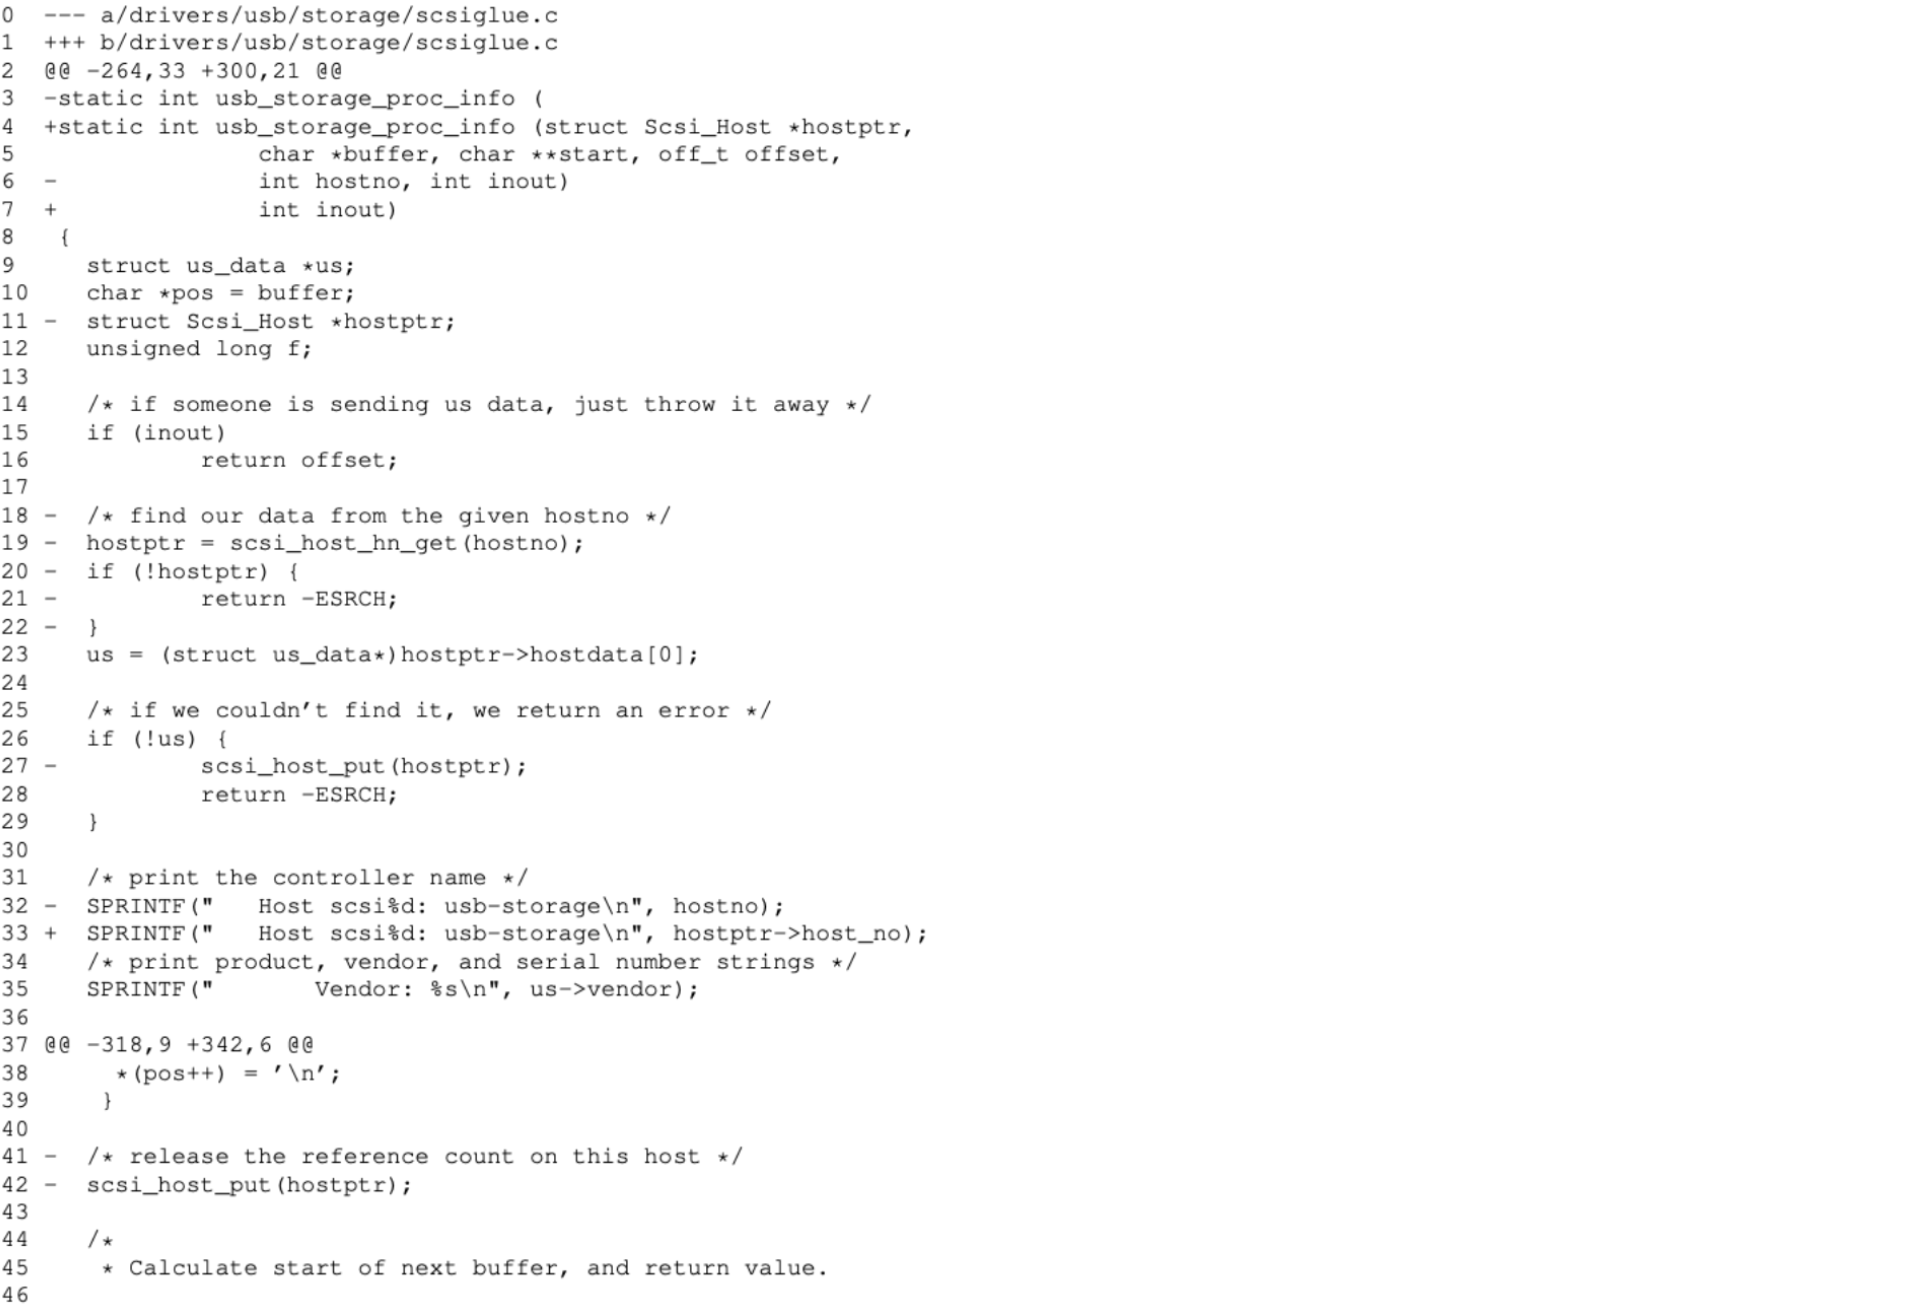 0 --- a/drivers/usb/storage/scsiglue.c
1 +++ b/drivers/usb/storage/scsiglue.c
2 @@ -264,33 +300,21 @@
3 -static int usb_storage_proc_info (
4 +static int usb_storage_proc_info (struct Scsi_Host *hostptr,
5 char *buffer, char **start, off_t offset,
6 - int hostno, int inout)
7 + int inout)
8 {
9 struct us_data *us;
10 char *pos = buffer;
11 - struct Scsi_Host *hostptr;
12 unsigned long f;
13
14 /* if someone is sending us data, just throw it away */
15 if (inout)
16 return offset;
17
18 - /* find our data from the given hostno */
19 - hostptr = scsi_host_hn_get(hostno);
20 - if (!hostptr) {
21 - return -ESRCH;
22 - }
23 us = (struct us_data*)hostptr->hostdata[0];
24
25 /* if we couldn't find it, we return an error */
26 if (!us) {
27 - scsi_host_put(hostptr);
28 return -ESRCH;
29 }
30
31 /* print the controller name */
32 - SPRINTF("   Host scsi%d: usb-storage\n", hostno);
33 + SPRINTF("   Host scsi%d: usb-storage\n", hostptr->host_no);
34 /* print product, vendor, and serial number strings */
35 SPRINTF("       Vendor: %s\n", us->vendor);
36
37 @@ -318,9 +342,6 @@
38 *(pos++) = '\n';
39 }
40
41 - /* release the reference count on this host */
42 - scsi_host_put(hostptr);
43
44 /*
45 * Calculate start of next buffer, and return value.
46